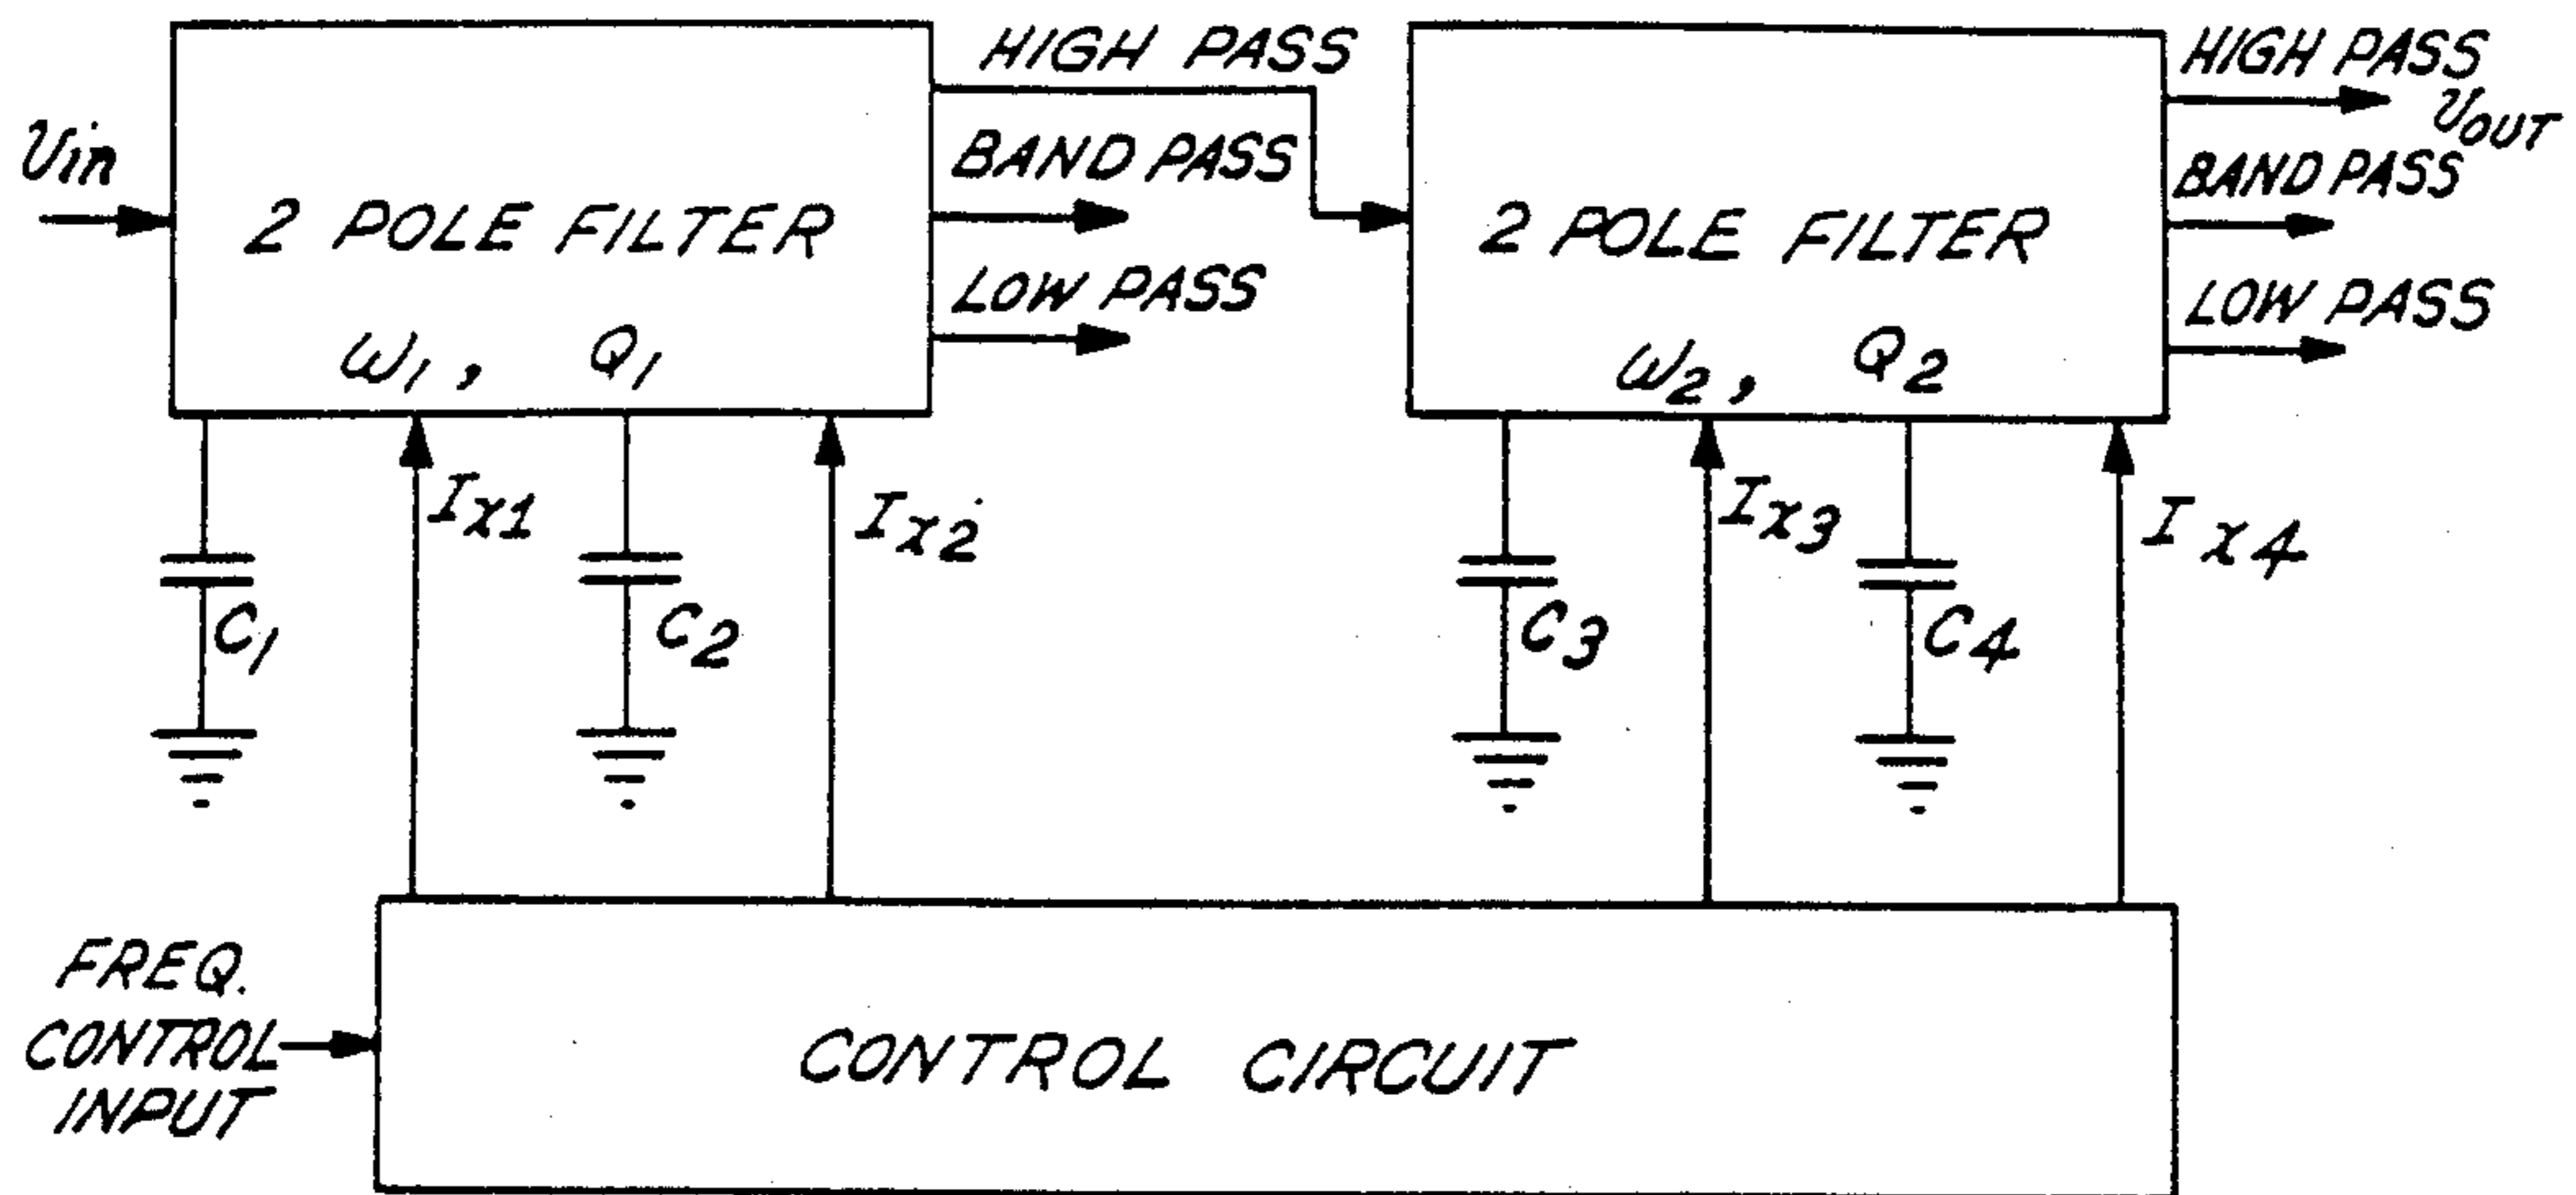 HIGH PASS
BAND PASS
LOW PASS
Vin
2 POLE FILTER
ω1, Q1
HIGH PASS
VOUT
BAND PASS
LOW PASS
2 POLE FILTER
ω2, Q2
Ix1
Ix2
Ix3
Ix4
C1
C2
C3
C4
FREQ.
CONTROL
INPUT
CONTROL CIRCUIT